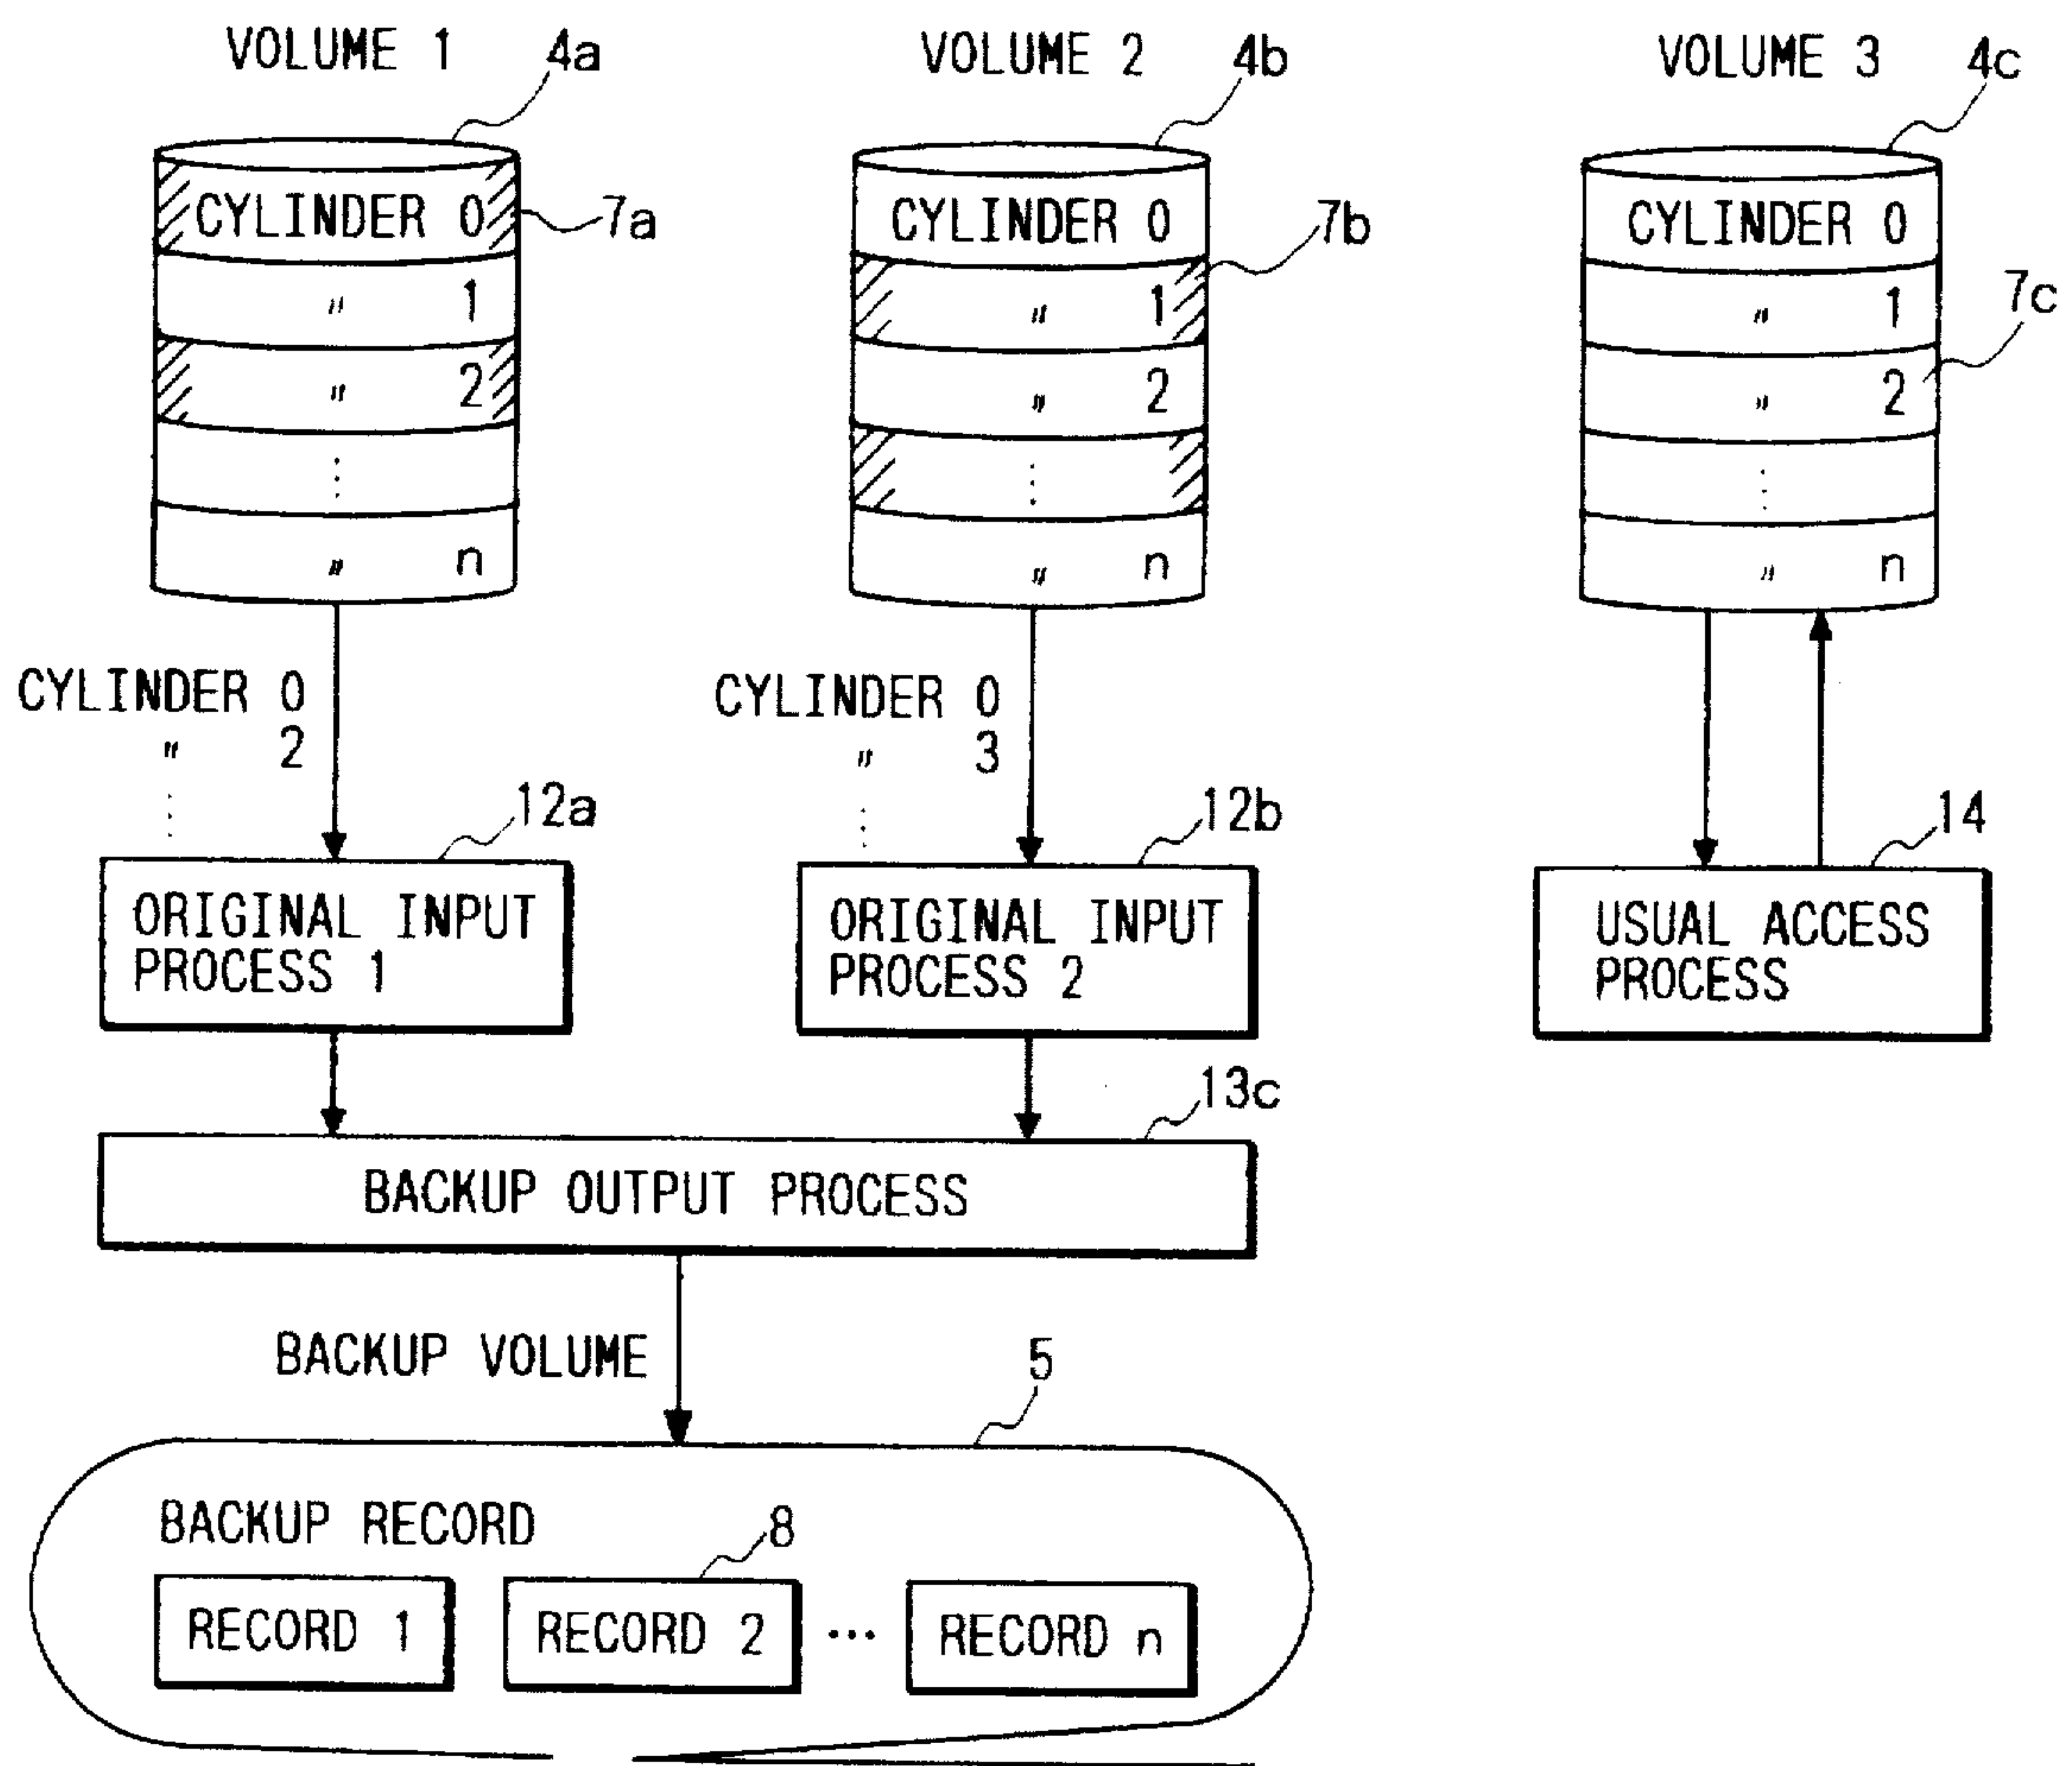 VOLUME 1
4a
VOLUME 2
4b
VOLUME 3
4c
CYLINDER 0
7a
〃 1
〃 2
⋮
〃 n
CYLINDER 0
7b
〃 1
〃 2
⋮
〃 n
CYLINDER 0
〃 1
7c
〃 2
⋮
〃 n
CYLINDER 0
〃 2
⋮
CYLINDER 0
〃 3
⋮
12a
12b
14
ORIGINAL INPUT
PROCESS 1
ORIGINAL INPUT
PROCESS 2
USUAL ACCESS
PROCESS
13c
BACKUP OUTPUT PROCESS
BACKUP VOLUME
5
BACKUP RECORD
8
RECORD 1
RECORD 2
...
RECORD n